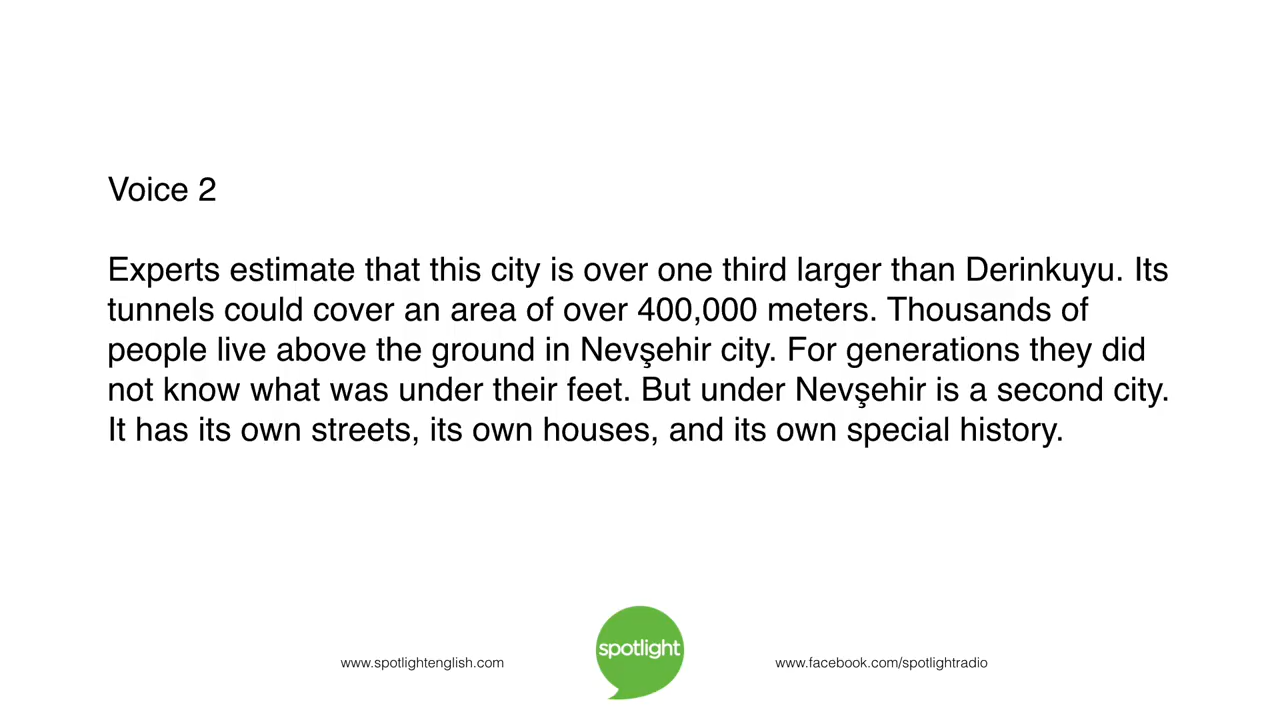 Voice 2
Experts estimate that this city is over one third larger than Derinkuyu. Its
tunnels could cover an area of over 400,000 meters. Thousands of
people live above the ground in Nevşehir city. For generations they did
not know what was under their feet. But under Nevşehir is a second city.
It has its own streets, its own houses, and its own special history.
www.spotlightenglish.com
spotlight
www.facebook.com/spotlightradio